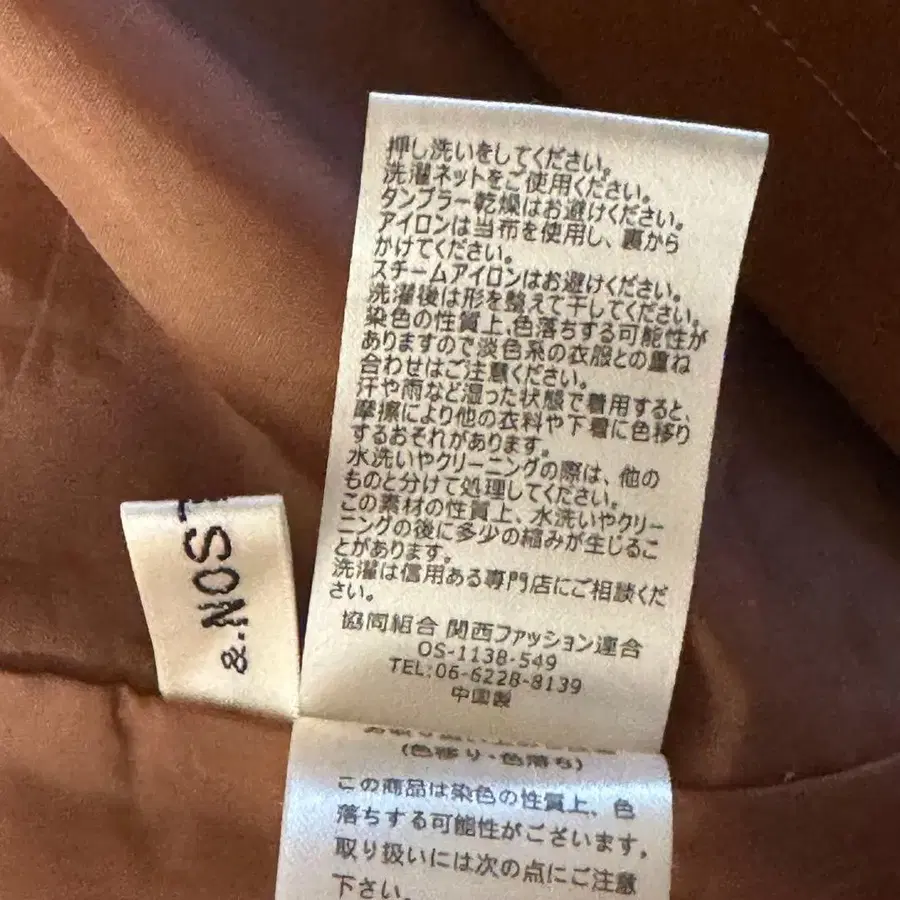 押し洗いをしてください。
洗濯ネットをご使用ください。
タンブラー乾燥はお避けください。
アイロンは当布を使用し、裏から
かけてください。
スチームアイロンはお避けください。
洗濯後は形を整えて干してください。
染色の性質上、色落ちする可能性が
ありますので淡色系の衣服との重ね
合わせはご注意ください。
汗や雨など湿った状態で着用すると、
摩擦により他の衣料や下着に色移り
するおそれがあります。
水洗いやクリーニングの際は、他の
ものと分けて処理してください。
この素材の性質上、水洗いやクリー
ニングの後に多少の縮みが生じるこ
とがあります。
洗濯は信用ある専門店にご相談くだ
さい。
協同組合 関西ファッション連合
OS-1138-549
TEL:06-6228-8139
中国製
&.NOS
(色移り・色落ち)
この商品は染色の性質上、色
落ちする可能性がございます。
取り扱いには次の点にご注意
下さい。